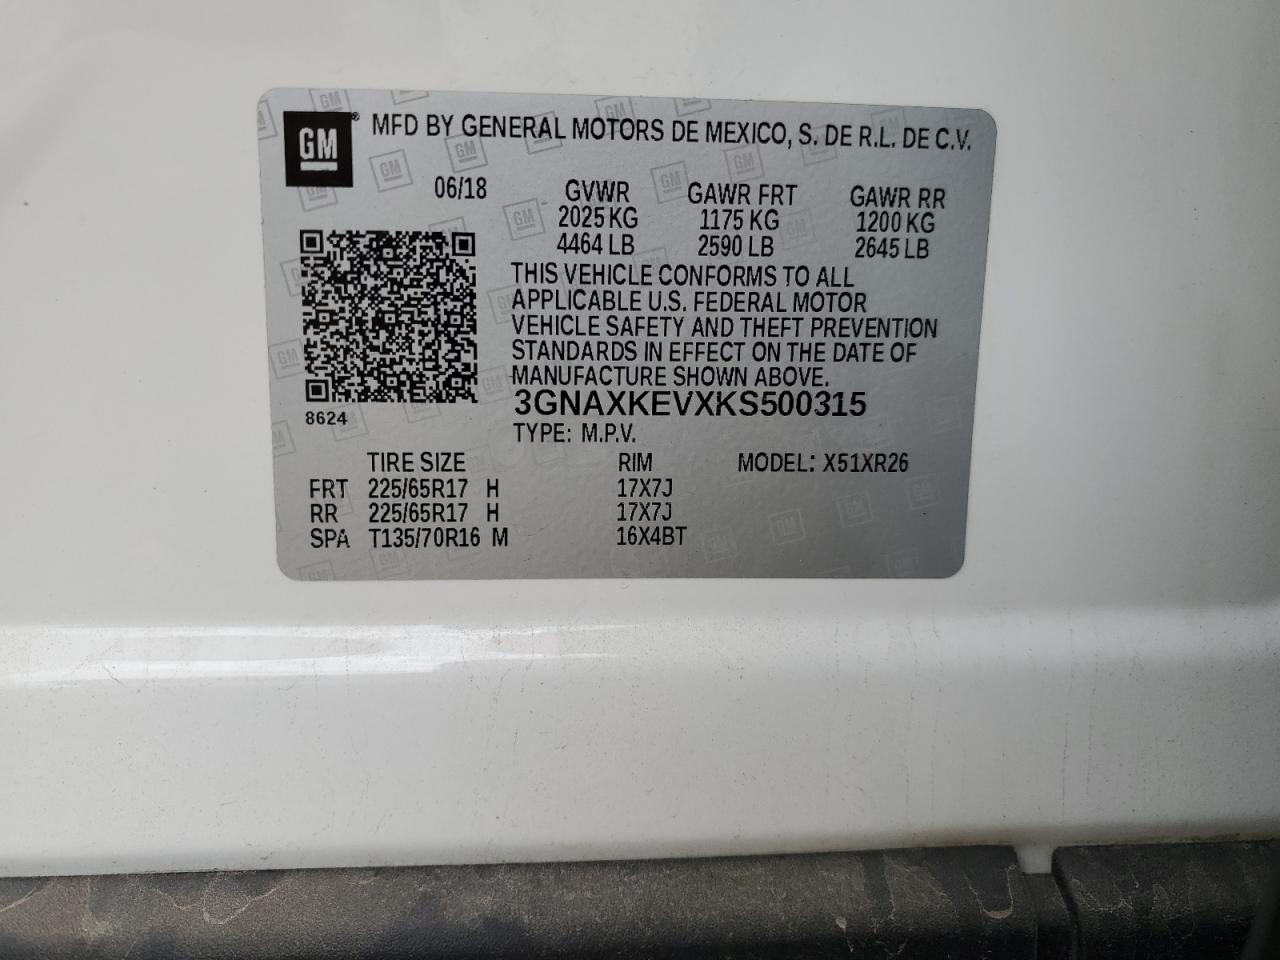 GM® MFD BY GENERAL MOTORS DE MEXICO, S. DE R.L. DE C.V.
06/18 GVWR GAWR FRT GAWR RR
2025 KG 1175 KG 1200 KG
4464 LB 2590 LB 2645 LB
THIS VEHICLE CONFORMS TO ALL
APPLICABLE U.S. FEDERAL MOTOR
VEHICLE SAFETY AND THEFT PREVENTION
STANDARDS IN EFFECT ON THE DATE OF
MANUFACTURE SHOWN ABOVE.
3GNAXKEVXKS500315
8624
TYPE: M.P.V.
TIRE SIZE RIM MODEL: X51XR26
FRT 225/65R17 H 17X7J
RR 225/65R17 H 17X7J
SPA T135/70R16 M 16X4BT